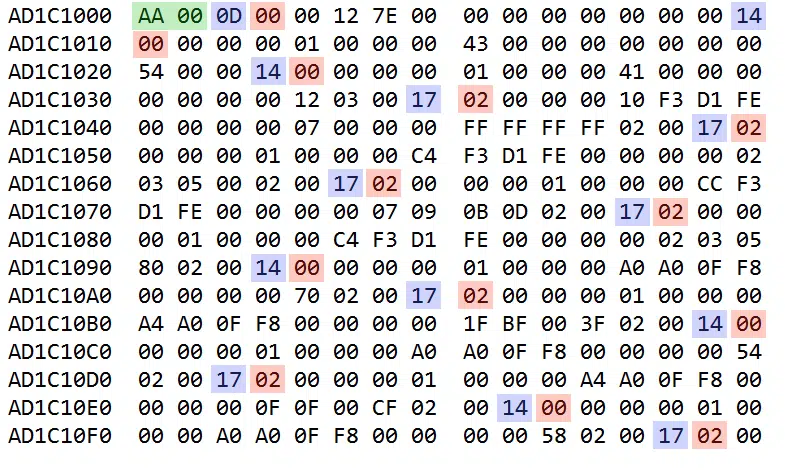 AD1C1000 AA 00 0D 00 00 12 7E 00 00 00 00 00 00 00 00 14
AD1C1010 00 00 00 00 01 00 00 00 43 00 00 00 00 00 00 00
AD1C1020 54 00 00 14 00 00 00 00 01 00 00 00 41 00 00 00
AD1C1030 00 00 00 00 12 03 00 17 02 00 00 00 10 F3 D1 FE
AD1C1040 00 00 00 00 07 00 00 00 FF FF FF FF 02 00 17 02
AD1C1050 00 00 00 01 00 00 00 C4 F3 D1 FE 00 00 00 00 02
AD1C1060 03 05 00 02 00 17 02 00 00 00 01 00 00 00 CC F3
AD1C1070 D1 FE 00 00 00 00 07 09 0B 0D 02 00 17 02 00 00
AD1C1080 00 01 00 00 00 C4 F3 D1 FE 00 00 00 00 02 03 05
AD1C1090 80 02 00 14 00 00 00 00 01 00 00 00 A0 A0 0F F8
AD1C10A0 00 00 00 00 70 02 00 17 02 00 00 00 01 00 00 00
AD1C10B0 A4 A0 0F F8 00 00 00 00 1F BF 00 3F 02 00 14 00
AD1C10C0 00 00 00 01 00 00 00 A0 A0 0F F8 00 00 00 00 54
AD1C10D0 02 00 17 02 00 00 00 01 00 00 00 A4 A0 0F F8 00
AD1C10E0 00 00 00 0F 0F 00 CF 02 00 14 00 00 00 00 01 00
AD1C10F0 00 00 A0 A0 0F F8 00 00 00 00 58 02 00 17 02 00